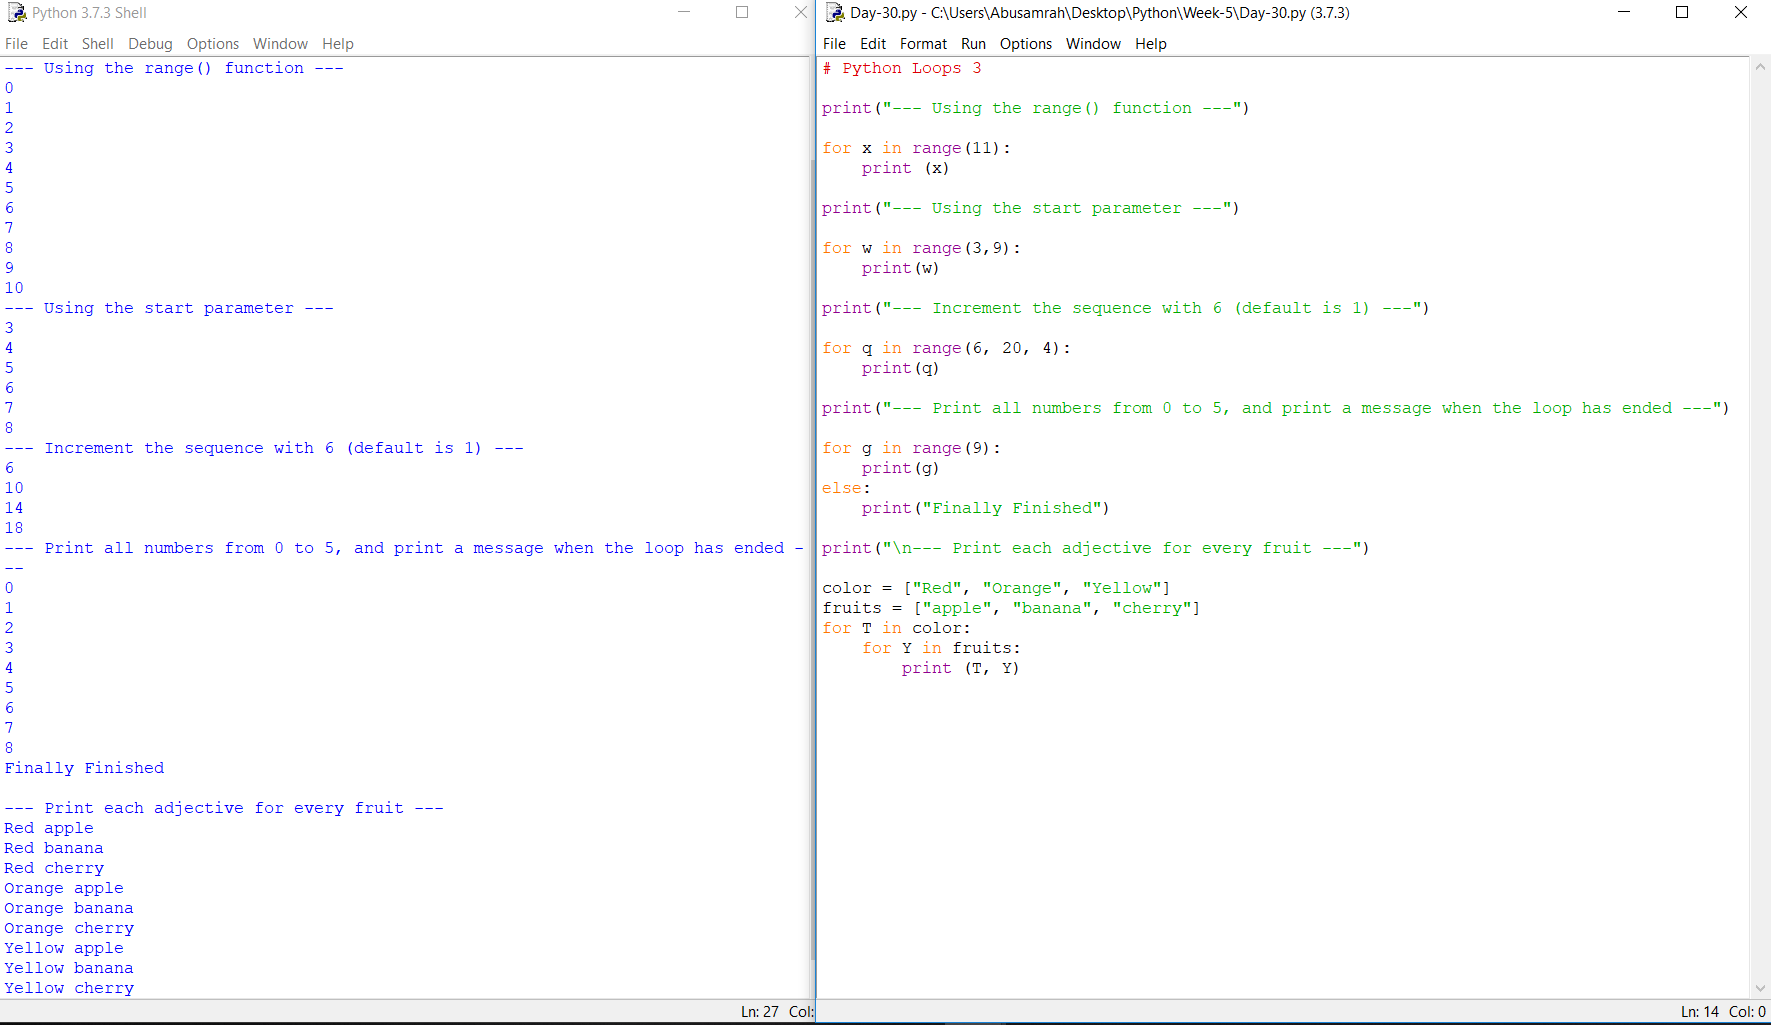 Python 3.7.3 Shell
File Edit Shell Debug Options Window Help
--- Using the range() function ---
0
1
2
3
4
5
6
7
8
9
10
--- Using the start parameter ---
3
4
5
6
7
8
--- Increment the sequence with 6 (default is 1) ---
6
10
14
18
--- Print all numbers from 0 to 5, and print a message when the loop has ended -
--
0
1
2
3
4
5
6
7
8
Finally Finished

--- Print each adjective for every fruit ---
Red apple
Red banana
Red cherry
Orange apple
Orange banana
Orange cherry
Yellow apple
Yellow banana
Yellow cherry
Ln: 27 Col:
Day-30.py - C:\Users\Abusamrah\Desktop\Python\Week-5\Day-30.py (3.7.3)
File Edit Format Run Options Window Help
# Python Loops 3

print("--- Using the range() function ---")

for x in range(11):
    print (x)

print("--- Using the start parameter ---")

for w in range(3,9):
    print(w)

print("--- Increment the sequence with 6 (default is 1) ---")

for q in range(6, 20, 4):
    print(q)

print("--- Print all numbers from 0 to 5, and print a message when the loop has ended ---")

for g in range(9):
    print(g)
else:
    print("Finally Finished")

print("\n--- Print each adjective for every fruit ---")

color = ["Red", "Orange", "Yellow"]
fruits = ["apple", "banana", "cherry"]
for T in color:
    for Y in fruits:
        print (T, Y)
Ln: 14 Col: 0